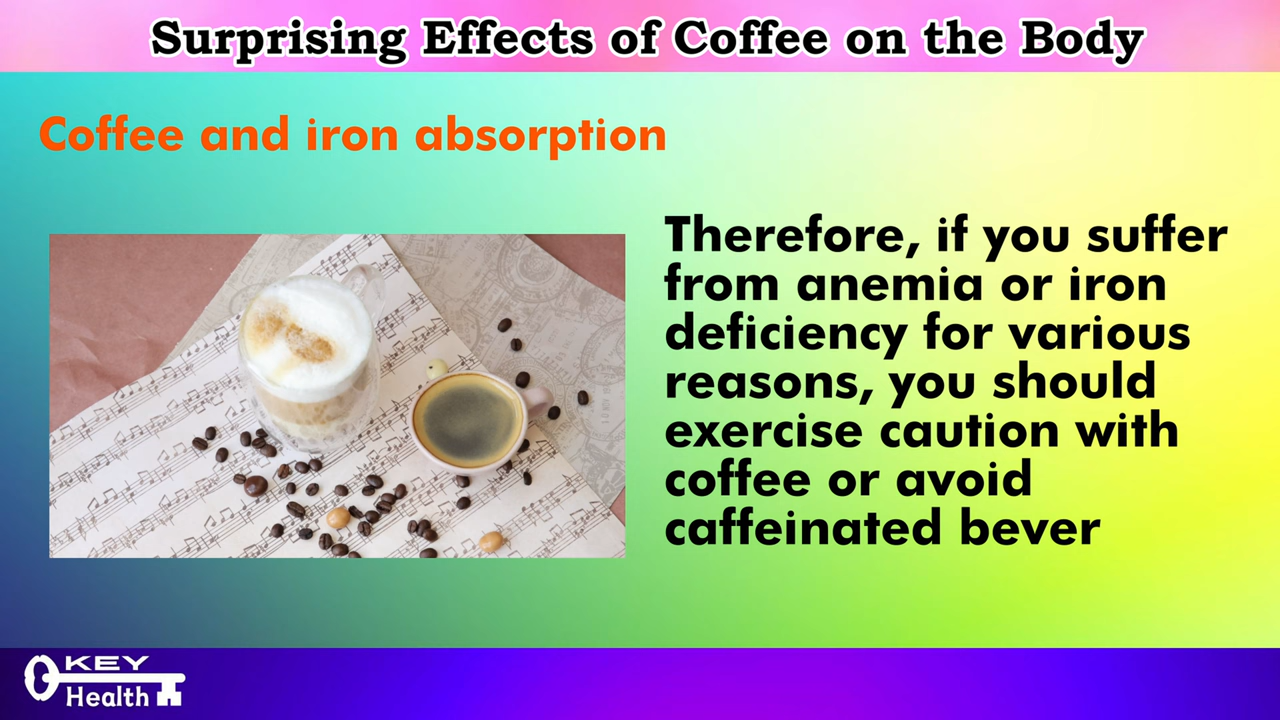 Surprising Effects of Coffee on the Body
Coffee and iron absorption
Therefore, if you suffer
from anemia or iron
deficiency for various
reasons, you should
exercise caution with
coffee or avoid
caffeinated bever
KEY
Health